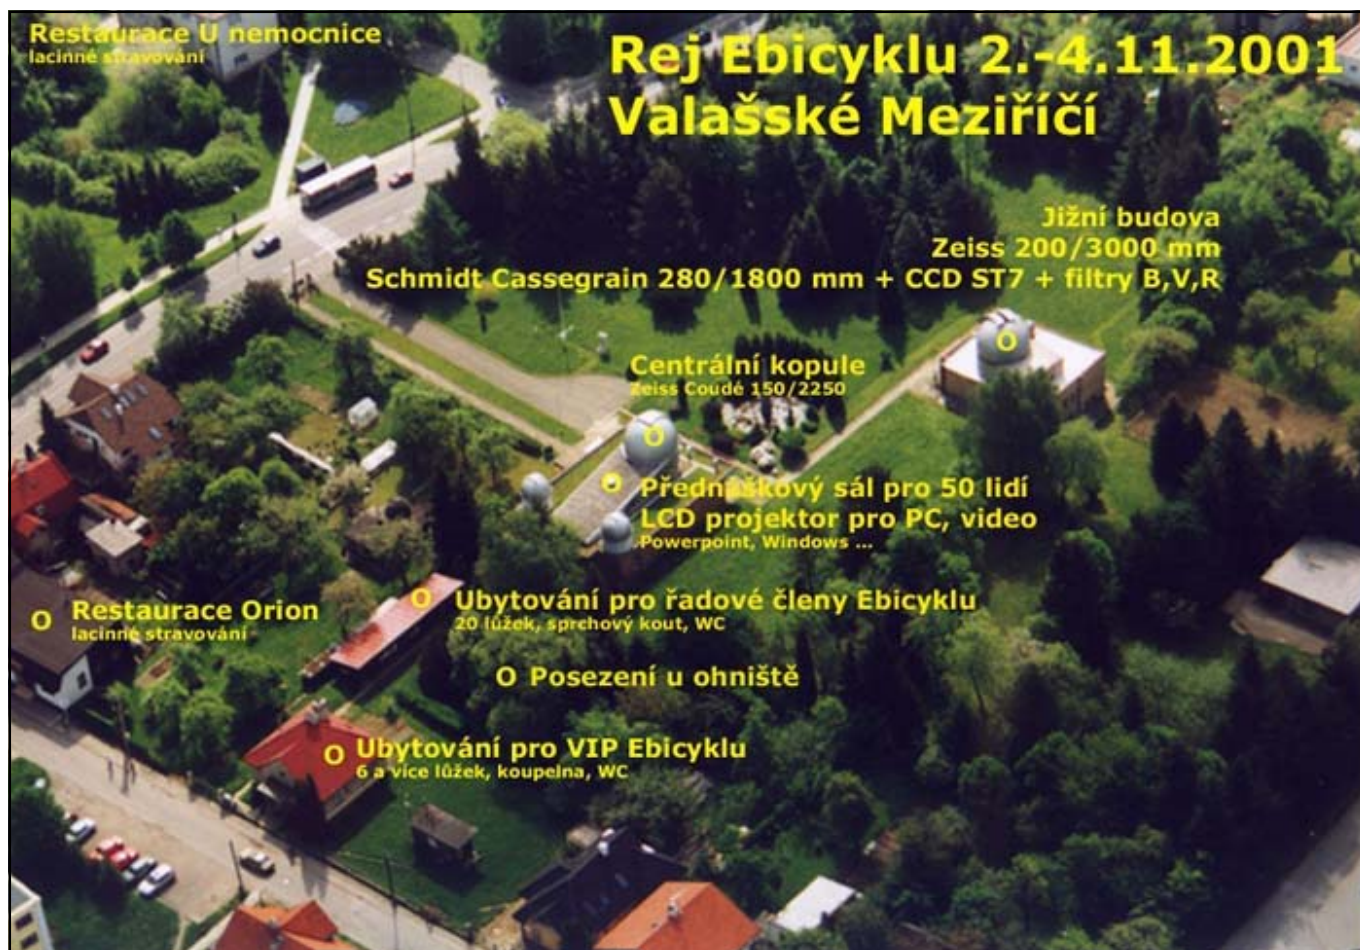 Restaurace U nemocnice
lacinné stravování
Rej Ebicyklu 2.-4.11.2001
Valašské Meziříčí
Jižní budova
Zeiss 200/3000 mm
Schmidt Cassegrain 280/1800 mm + CCD ST7 + filtry B,V,R
Centrální kopule
Zeiss Coudé 150/2250
Přednáškový sál pro 50 lidí
LCD projektor pro PC, video
Powerpoint, Windows ...
Restaurace Orion
lacinné stravování
Ubytování pro řadové členy Ebicyklu
20 lůžek, sprchový kout, WC
Posezení u ohniště
Ubytování pro VIP Ebicyklu
6 a více lůžek, koupelna, WC